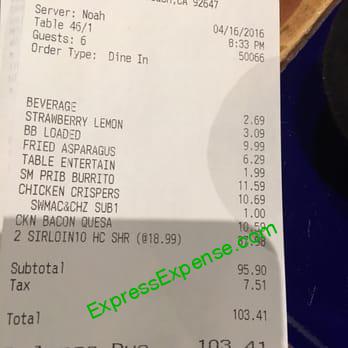 CA 92647
Server: Noah
04/16/2016
Table 46/1
8:33 PM
Guests: 6
50066
Order Type: Dine In
BEVERAGE 2.69
STRAWBERRY LEMON 3.09
BB LOADED 9.99
FRIED ASPARAGUS 6.29
TABLE ENTERTAIN 1.99
SM PRIB BURRITO 11.59
CHICKEN CRISPERS 10.69
SWMAC&CHZ SUB1 1.00
CKN BACON QUESA 10.59
2 SIRLOIN10 HC SHR (@18.99) 37.98
Subtotal 95.90
Tax 7.51
ExpressExpense.com
Total 103.41
Due 103.41